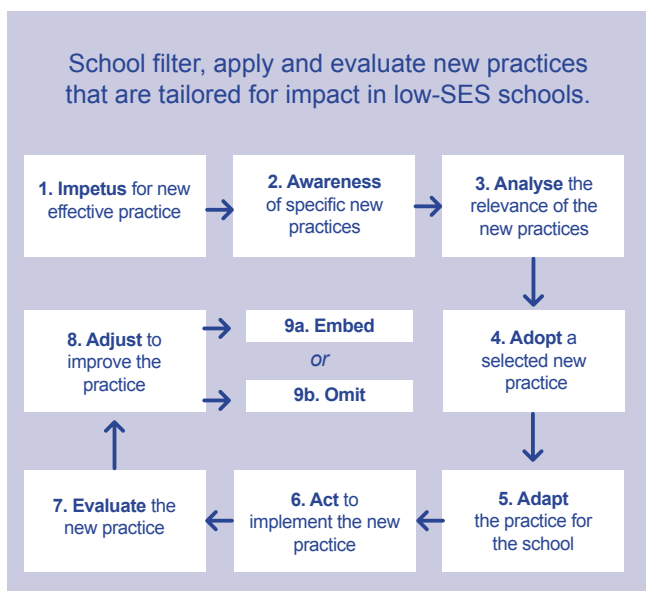 School filter, apply and evaluate new practices
that are tailored for impact in low-SES schools.
1. Impetus for new
effective practice
2. Awareness
of specific new
practices
3. Analyse the
relevance of the
new practices
4. Adopt a
selected new
practice
5. Adapt
the practice for
the school
6. Act to
implement the new
practice
7. Evaluate the
new practice
8. Adjust to
improve the
practice
9a. Embed
or
9b. Omit